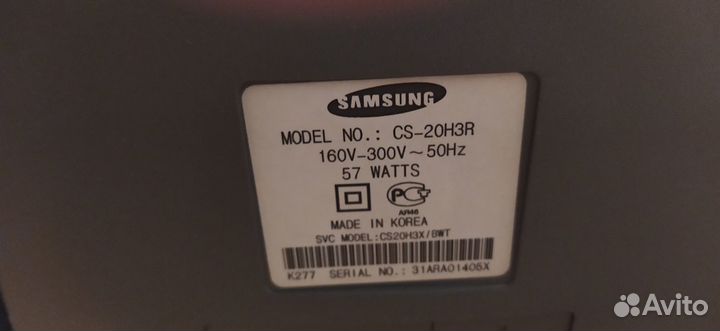 SAMSUNG
MODEL NO.: CS-20H3R
160V-300V~50Hz
57 WATTS
АЯ46
MADE IN KOREA
SVC MODEL:CS20H3X/BWT
K277 SERIAL NO.: 31ARA01405X
Avito